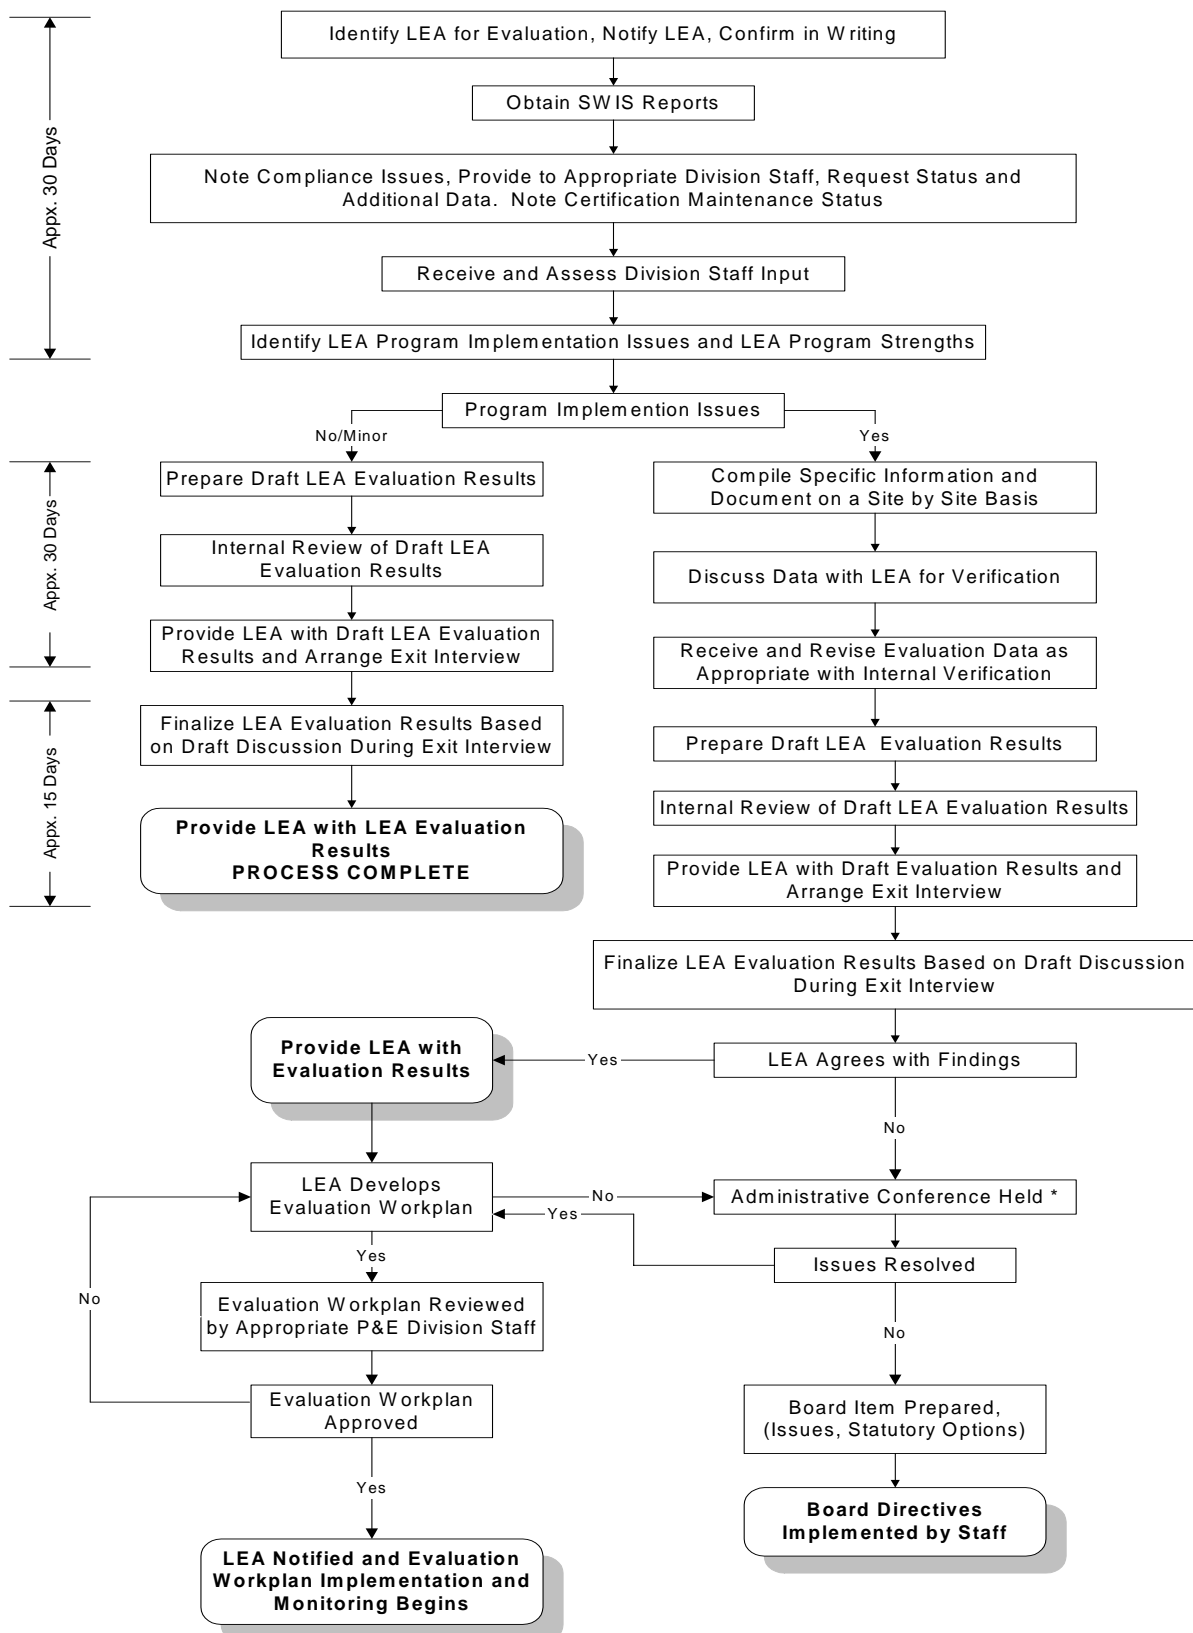 Identify LEA for Evaluation, Notify LEA, Confirm in Writing
Obtain SWIS Reports
Note Compliance Issues, Provide to Appropriate Division Staff, Request Status and
Additional Data. Note Certification Maintenance Status
Receive and Assess Division Staff Input
Identify LEA Program Implementation Issues and LEA Program Strengths
Appx. 30 Days
Program Implemention Issues
No/Minor
Yes
Prepare Draft LEA Evaluation Results
Internal Review of Draft LEA
Evaluation Results
Provide LEA with Draft LEA Evaluation
Results and Arrange Exit Interview
Appx. 30 Days
Finalize LEA Evaluation Results Based
on Draft Discussion During Exit Interview
Provide LEA with LEA Evaluation
Results
PROCESS COMPLETE
Appx. 15 Days
Compile Specific Information and
Document on a Site by Site Basis
Discuss Data with LEA for Verification
Receive and Revise Evaluation Data as
Appropriate with Internal Verification
Prepare Draft LEA Evaluation Results
Internal Review of Draft LEA Evaluation Results
Provide LEA with Draft Evaluation Results and
Arrange Exit Interview
Finalize LEA Evaluation Results Based on Draft Discussion
During Exit Interview
LEA Agrees with Findings
Yes
Provide LEA with
Evaluation Results
No
LEA Develops
Evaluation Workplan
No
Administrative Conference Held *
Yes
Issues Resolved
Yes
No
Evaluation Workplan Reviewed
by Appropriate P&E Division Staff
No
Evaluation Workplan
Approved
Board Item Prepared,
(Issues, Statutory Options)
Yes
Board Directives
Implemented by Staff
LEA Notified and Evaluation
Workplan Implementation and
Monitoring Begins